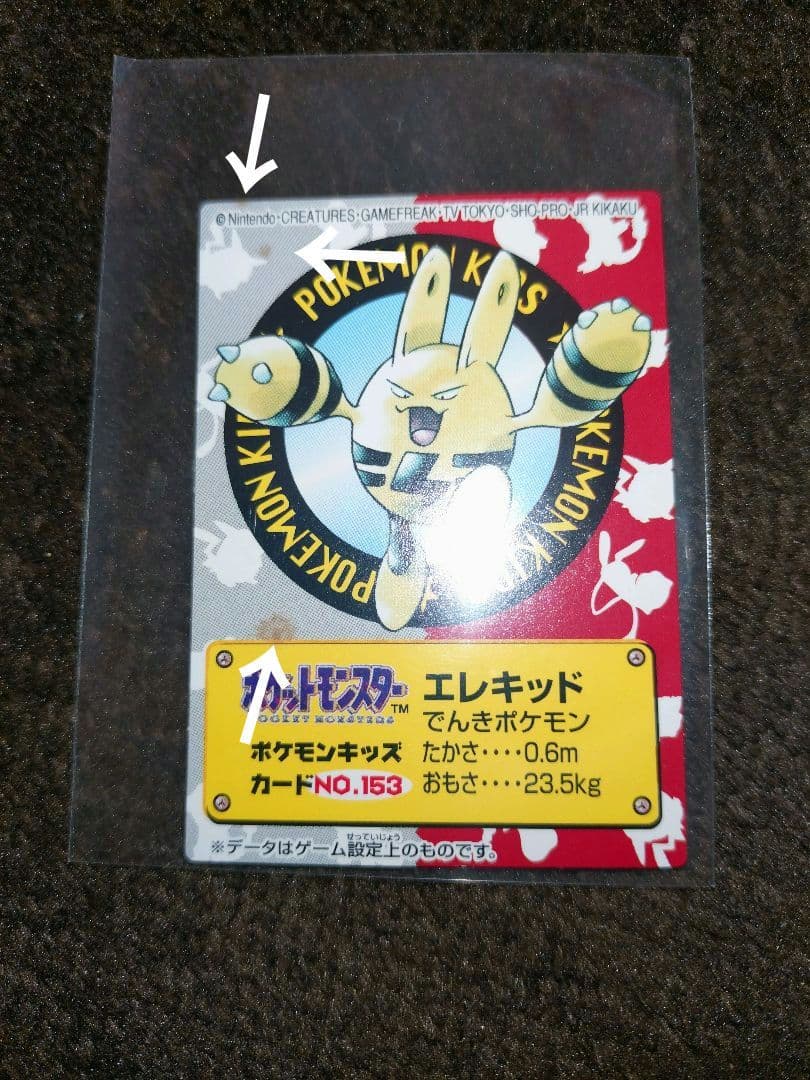 © Nintendo・CREATURES・GAMEFREAK・TV TOKYO・SHO-PRO・JR KIKAKU
POKEMON KIDS ★
POKEMON KI
POKEMON KI
ポケットモンスター™
POCKET MONSTERS
エレキッド
でんきポケモン
ポケモンキッズ
たかさ････0.6m
カードNO.153
おもさ････23.5kg
せっていじょう
※データはゲーム設定上のものです。